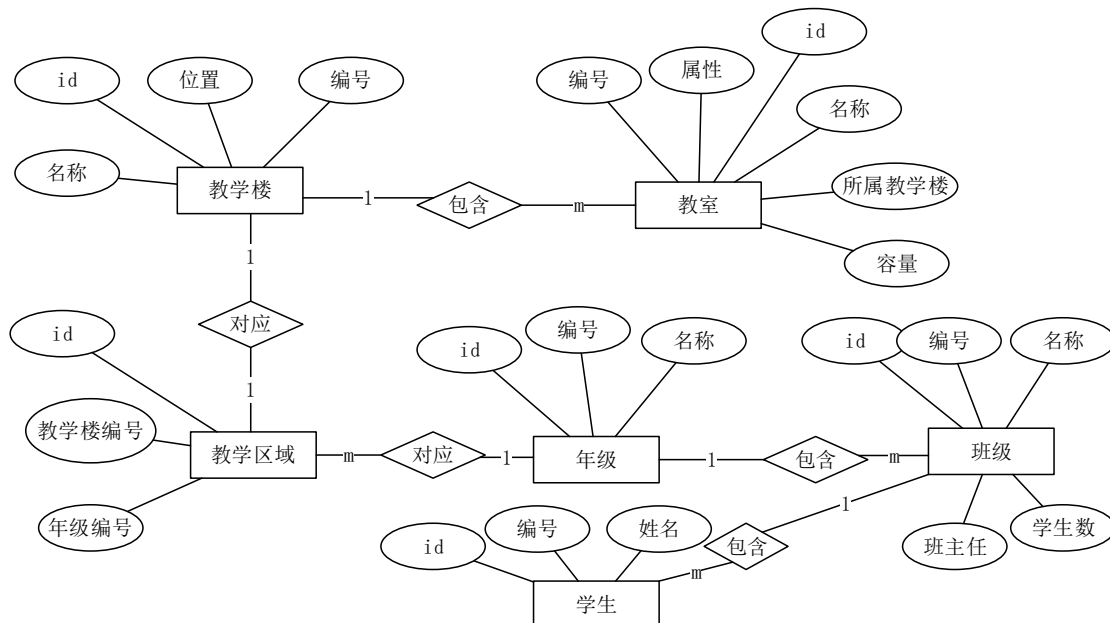 id
位置
编号
名称
教学楼
1
包含
m
编号
属性
id
名称
所属教学楼
容量
教室
1
对应
1
id
教学楼编号
年级编号
教学区域
m
对应
1
id
编号
名称
年级
1
包含
m
id
编号
名称
班级
班主任
学生数
1
包含
m
id
编号
姓名
学生